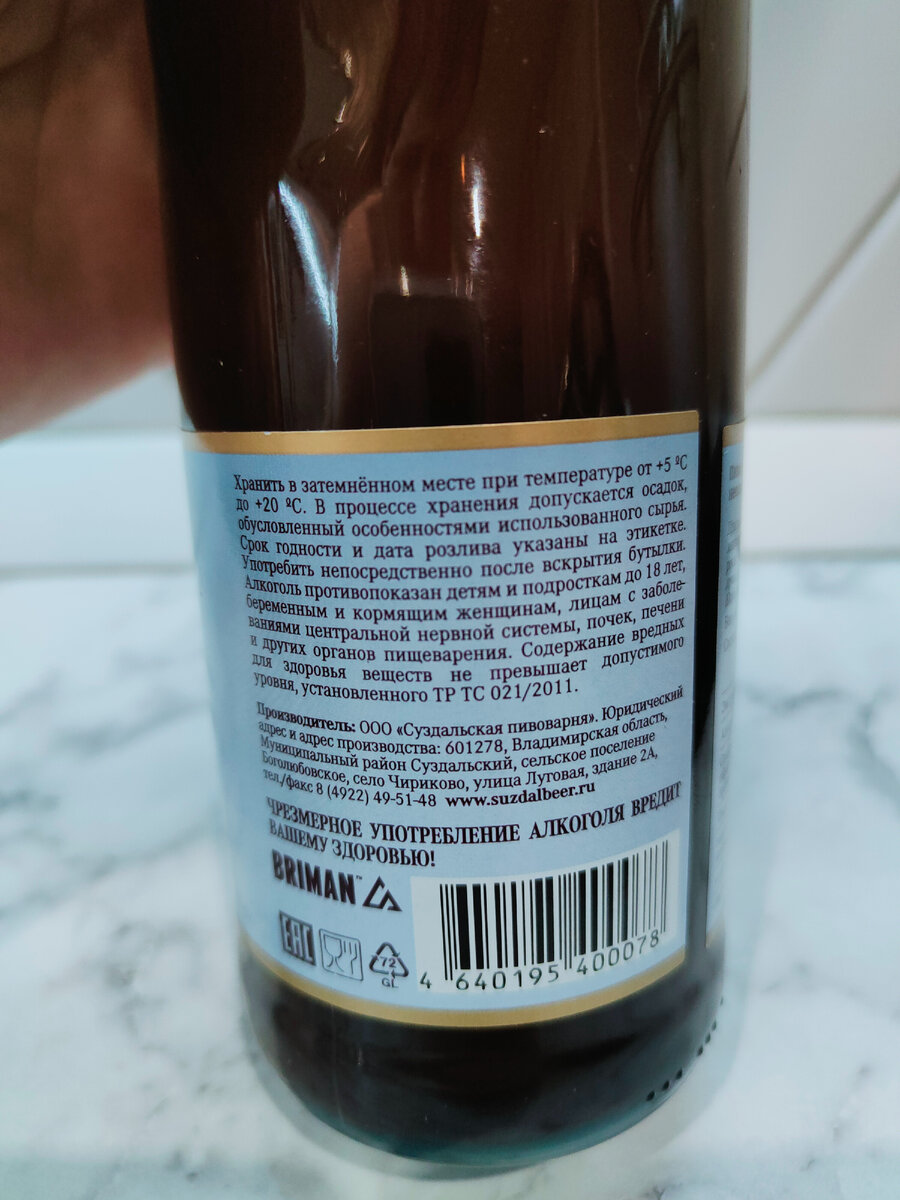 Хранить в затемнённом месте при температуре от +5 ºС
до +20 ºС. В процессе хранения допускается осадок,
обусловленный особенностями использованного сырья.
Срок годности и дата розлива указаны на этикетке.
Употребить непосредственно после вскрытия бутылки.
Алкоголь противопоказан детям и подросткам до 18 лет,
беременным и кормящим женщинам, лицам с заболе-
ваниями центральной нервной системы, почек, печени
и других органов пищеварения. Содержание вредных
для здоровья веществ не превышает допустимого
уровня, установленного ТР ТС 021/2011.
Производитель: ООО «Суздальская пивоварня». Юридический
адрес и адрес производства: 601278, Владимирская область,
Муниципальный район Суздальский, сельское поселение
Боголюбовское, село Чириково, улица Луговая, здание 2А,
тел./факс 8 (4922) 49-51-48 www.suzdalbeer.ru
ЧРЕЗМЕРНОЕ УПОТРЕБЛЕНИЕ АЛКОГОЛЯ ВРЕДИТ
ВАШЕМУ ЗДОРОВЬЮ!
BRIMAN™
EAC
72
GL
4 640195 400078